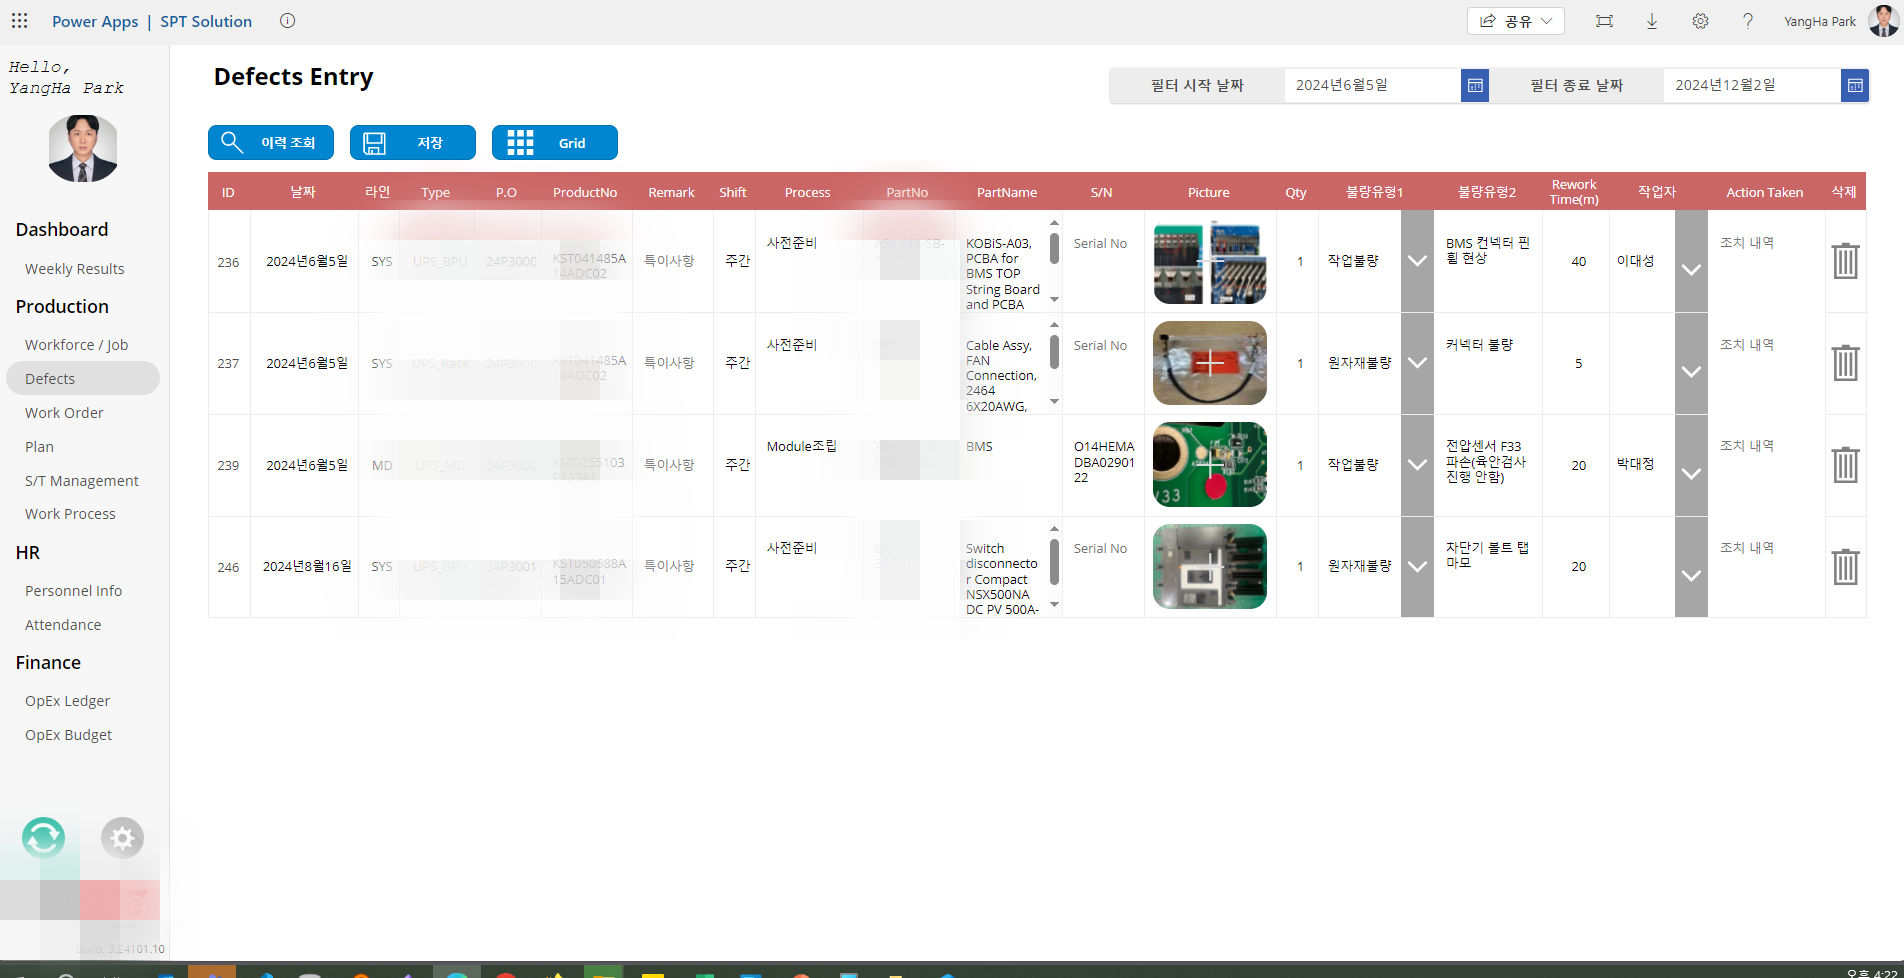 Power Apps | SPT Solution
공유
YangHa Park
Hello,
YangHa Park
Dashboard
Weekly Results
Production
Workforce / Job
Defects
Work Order
Plan
S/T Management
Work Process
HR
Personnel Info
Attendance
Finance
OpEx Ledger
OpEx Budget
Build: 3.24101.10
Defects Entry
필터 시작 날짜 2024년6월5일 필터 종료 날짜 2024년12월2일
이력 조회 저장 Grid
ID 날짜 라인 Type P.O ProductNo Remark Shift Process PartNo PartName S/N Picture Qty 불량유형1 불량유형2 Rework Time(m) 작업자 Action Taken 삭제
236 2024년6월5일 SYS UPS_BPU 24P3000 KST041485A
14ADC02 특이사항 주간 사전준비
KOBiS-A03,
PCBA for
BMS TOP
String Board
and PCBA
Serial No 1 작업불량
BMS 컨넥터 핀
휠 현상
40 이대성 조치 내역
237 2024년6월5일 SYS UPS_Rack 24P3000 KST041485A
14ADC02 특이사항 주간 사전준비
Cable Assy,
FAN
Connection,
2464
6X20AWG,
Serial No 1 원자재불량 커넥터 불량 5 조치 내역
239 2024년6월5일 MD UPS_MD 24P3000 KMD255103
특이사항 주간 Module조립 BMS
O14HEMA
DBA02901
22
V33
1 작업불량
전압센서 F33
파손(육안검사
진행 안함)
20 박대정 조치 내역
246 2024년8월16일 SYS UPS_BPU 24P3001 KST050588A
15ADC01 특이사항 주간 사전준비
Switch
disconnecto
r Compact
NSX500NA
DC PV 500A-
Serial No 1 원자재불량
차단기 볼트 탭
마모
20 조치 내역
오후 4:22